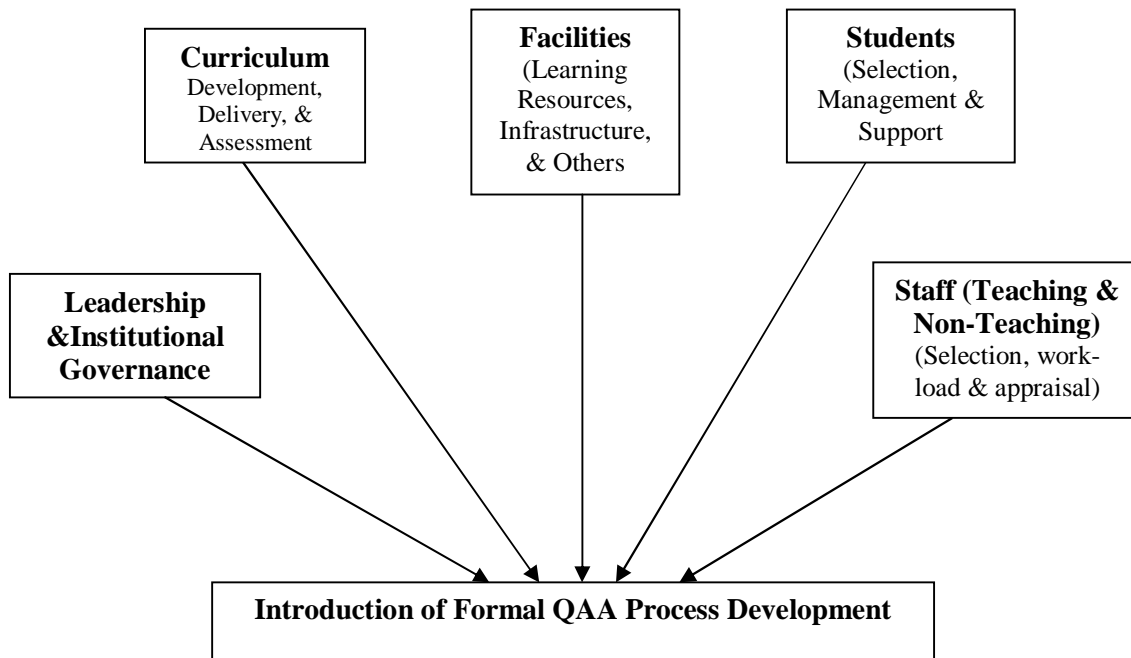 Curriculum
Development,
Delivery, &
Assessment
Facilities
(Learning
Resources,
Infrastructure,
& Others
Students
(Selection,
Management &
Support
Leadership
&Institutional
Governance
Staff (Teaching &
Non-Teaching)
(Selection, work-
load & appraisal)
Introduction of Formal QAA Process Development